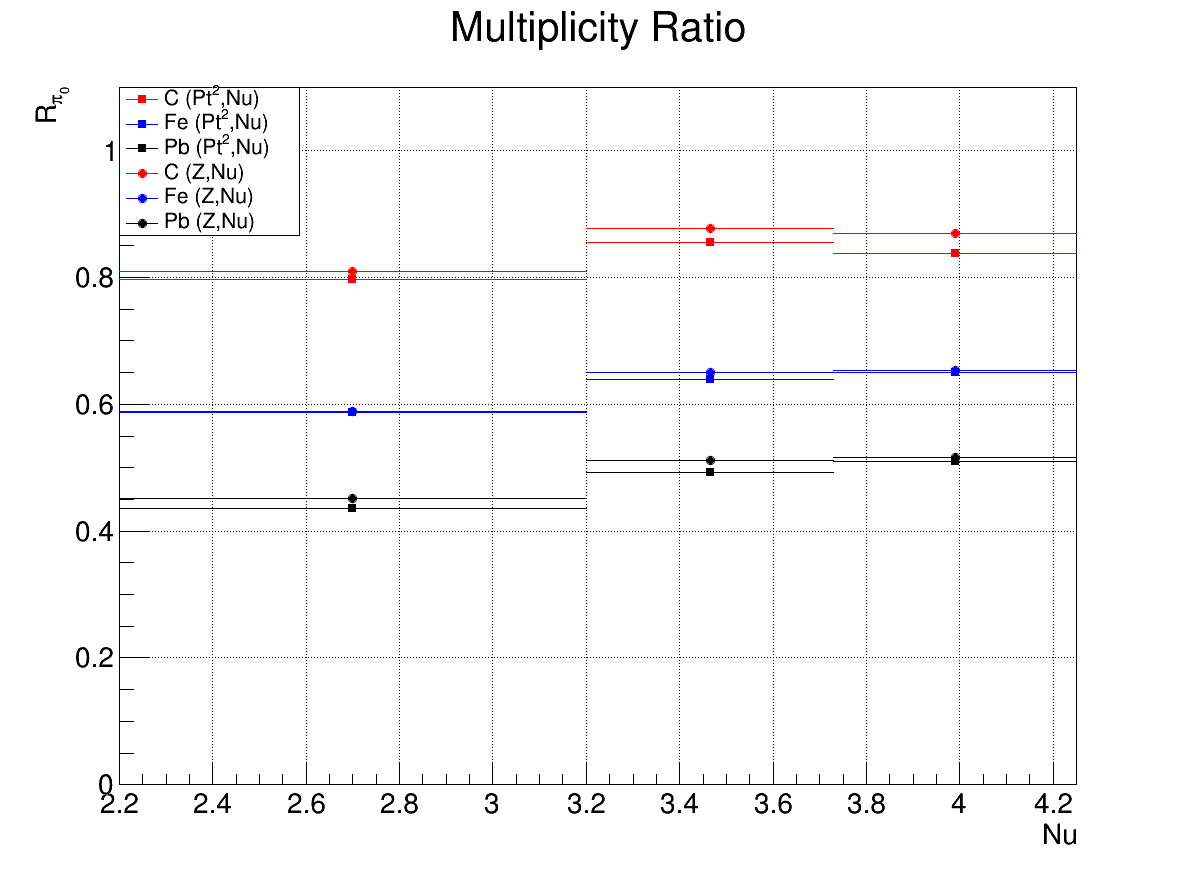 Multiplicity Ratio
Rπ0
C (Pt2,Nu)
Fe (Pt2,Nu)
Pb (Pt2,Nu)
C (Z,Nu)
Fe (Z,Nu)
Pb (Z,Nu)
1
0.8
0.6
0.4
0.2
0
2.2 2.4 2.6 2.8 3 3.2 3.4 3.6 3.8 4 4.2
Nu